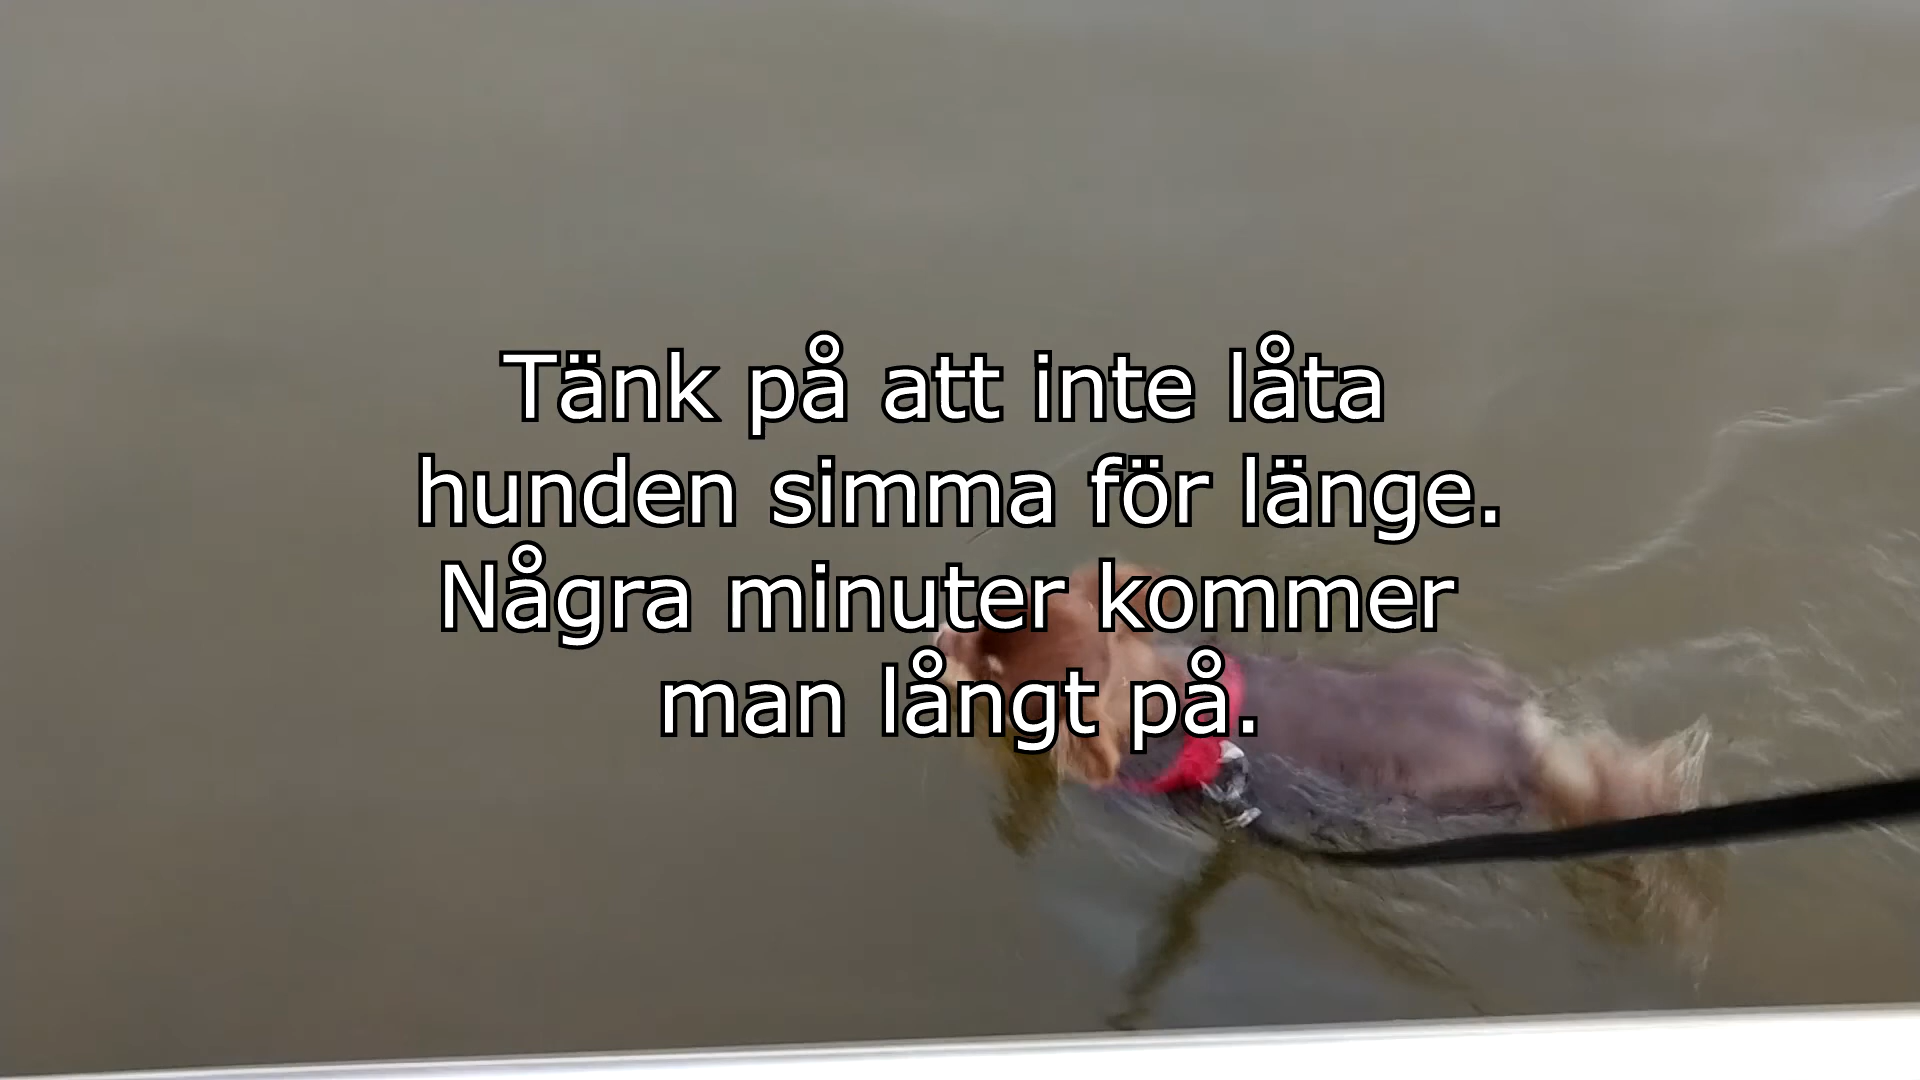 Tänk på att inte låta
hunden simma för länge.
Några minuter kommer
man långt på.